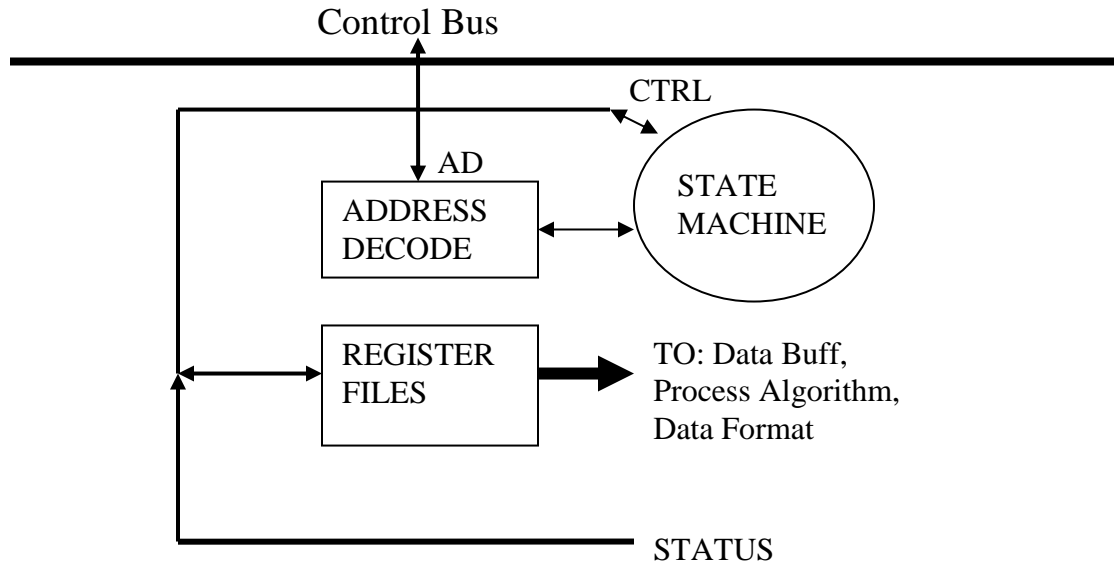 Control Bus
CTRL
AD
ADDRESS
DECODE
STATE
MACHINE
REGISTER
FILES
TO: Data Buff,
Process Algorithm,
Data Format
STATUS